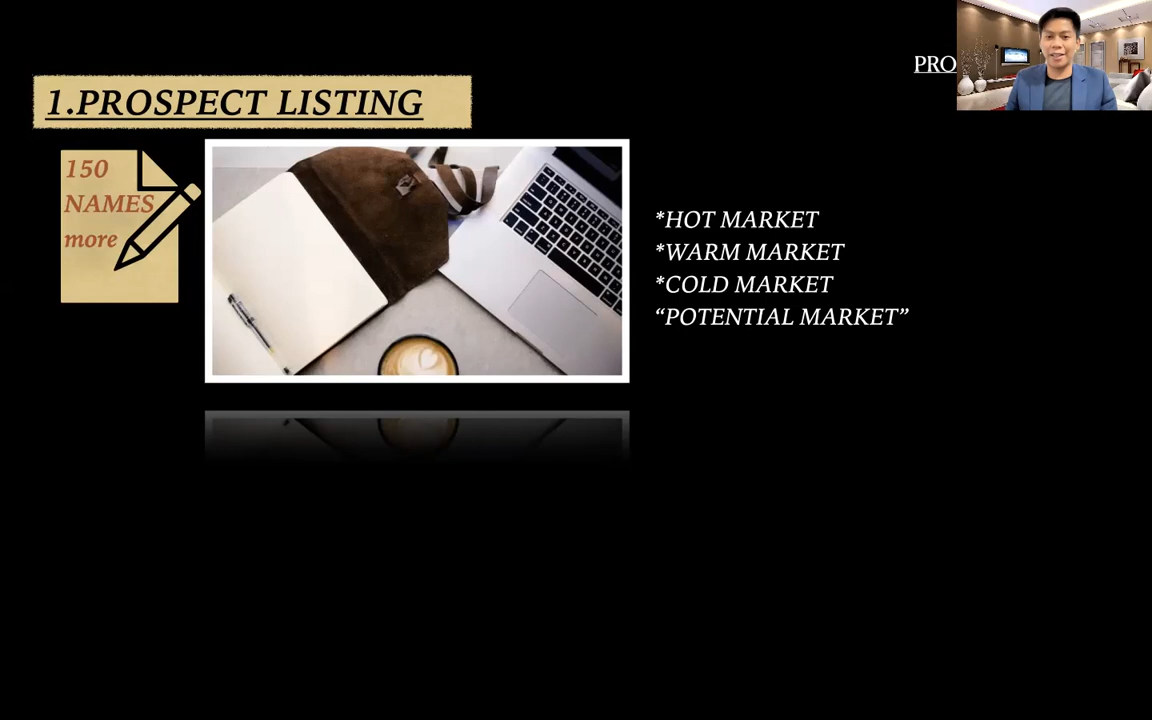 PRO
1.PROSPECT LISTING
150
NAMES
more
*HOT MARKET
*WARM MARKET
*COLD MARKET
“POTENTIAL MARKET”